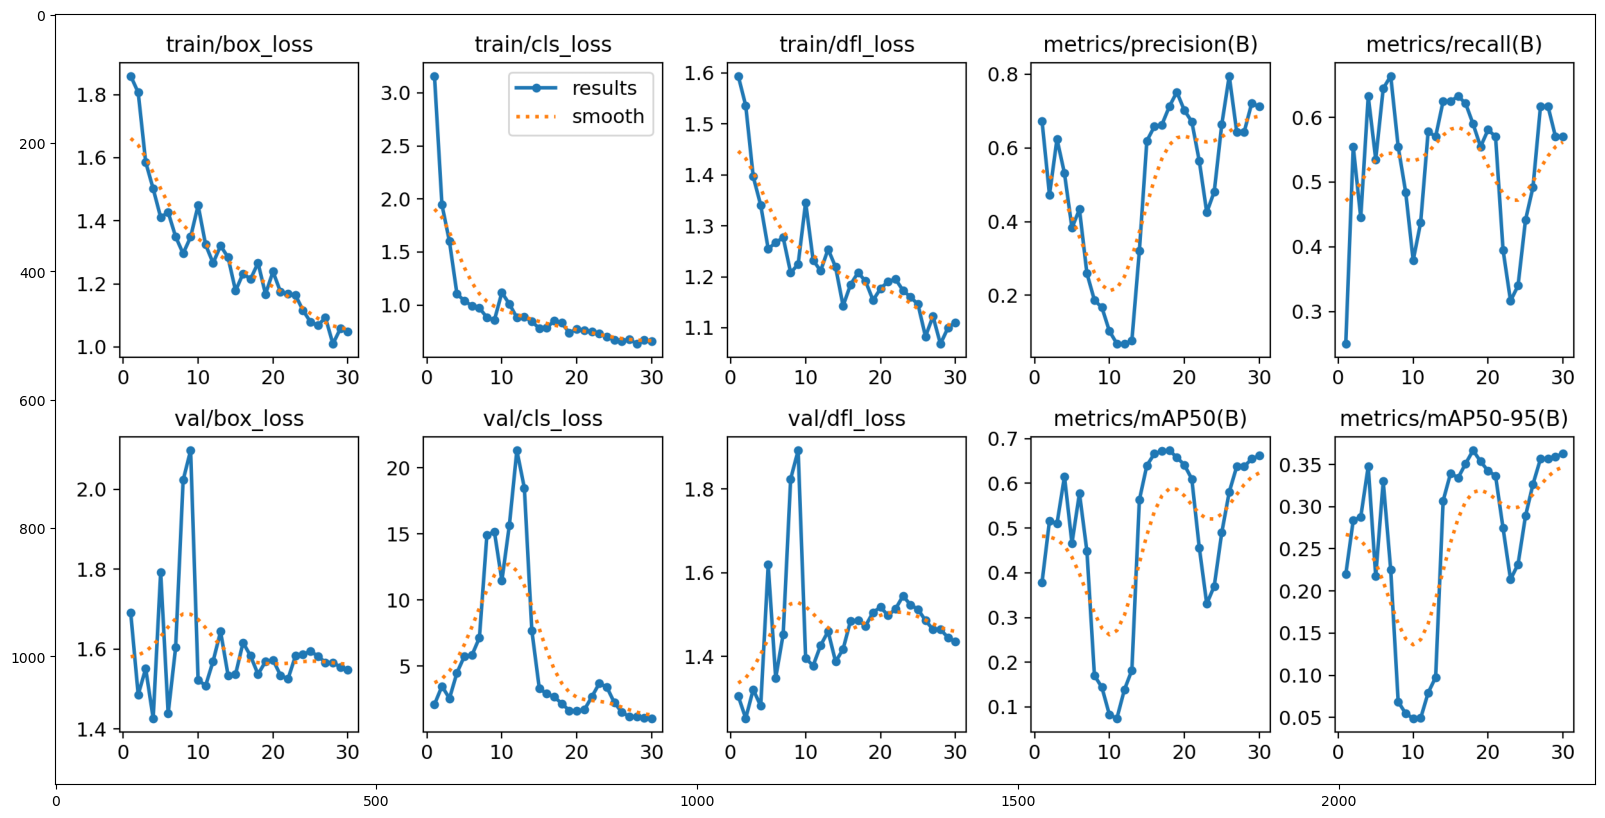 0
200
400
600
800
1000
0
500
1000
1500
2000
train/box_loss
1.8
1.6
1.4
1.2
1.0
0 10 20 30
train/cls_loss
results
smooth
3.0
2.5
2.0
1.5
1.0
0 10 20 30
train/dfl_loss
1.6
1.5
1.4
1.3
1.2
1.1
0 10 20 30
metrics/precision(B)
0.8
0.6
0.4
0.2
0 10 20 30
metrics/recall(B)
0.6
0.5
0.4
0.3
0 10 20 30
val/box_loss
2.0
1.8
1.6
1.4
0 10 20 30
val/cls_loss
20
15
10
5
0 10 20 30
val/dfl_loss
1.8
1.6
1.4
0 10 20 30
metrics/mAP50(B)
0.7
0.6
0.5
0.4
0.3
0.2
0.1
0 10 20 30
metrics/mAP50-95(B)
0.35
0.30
0.25
0.20
0.15
0.10
0.05
0 10 20 30